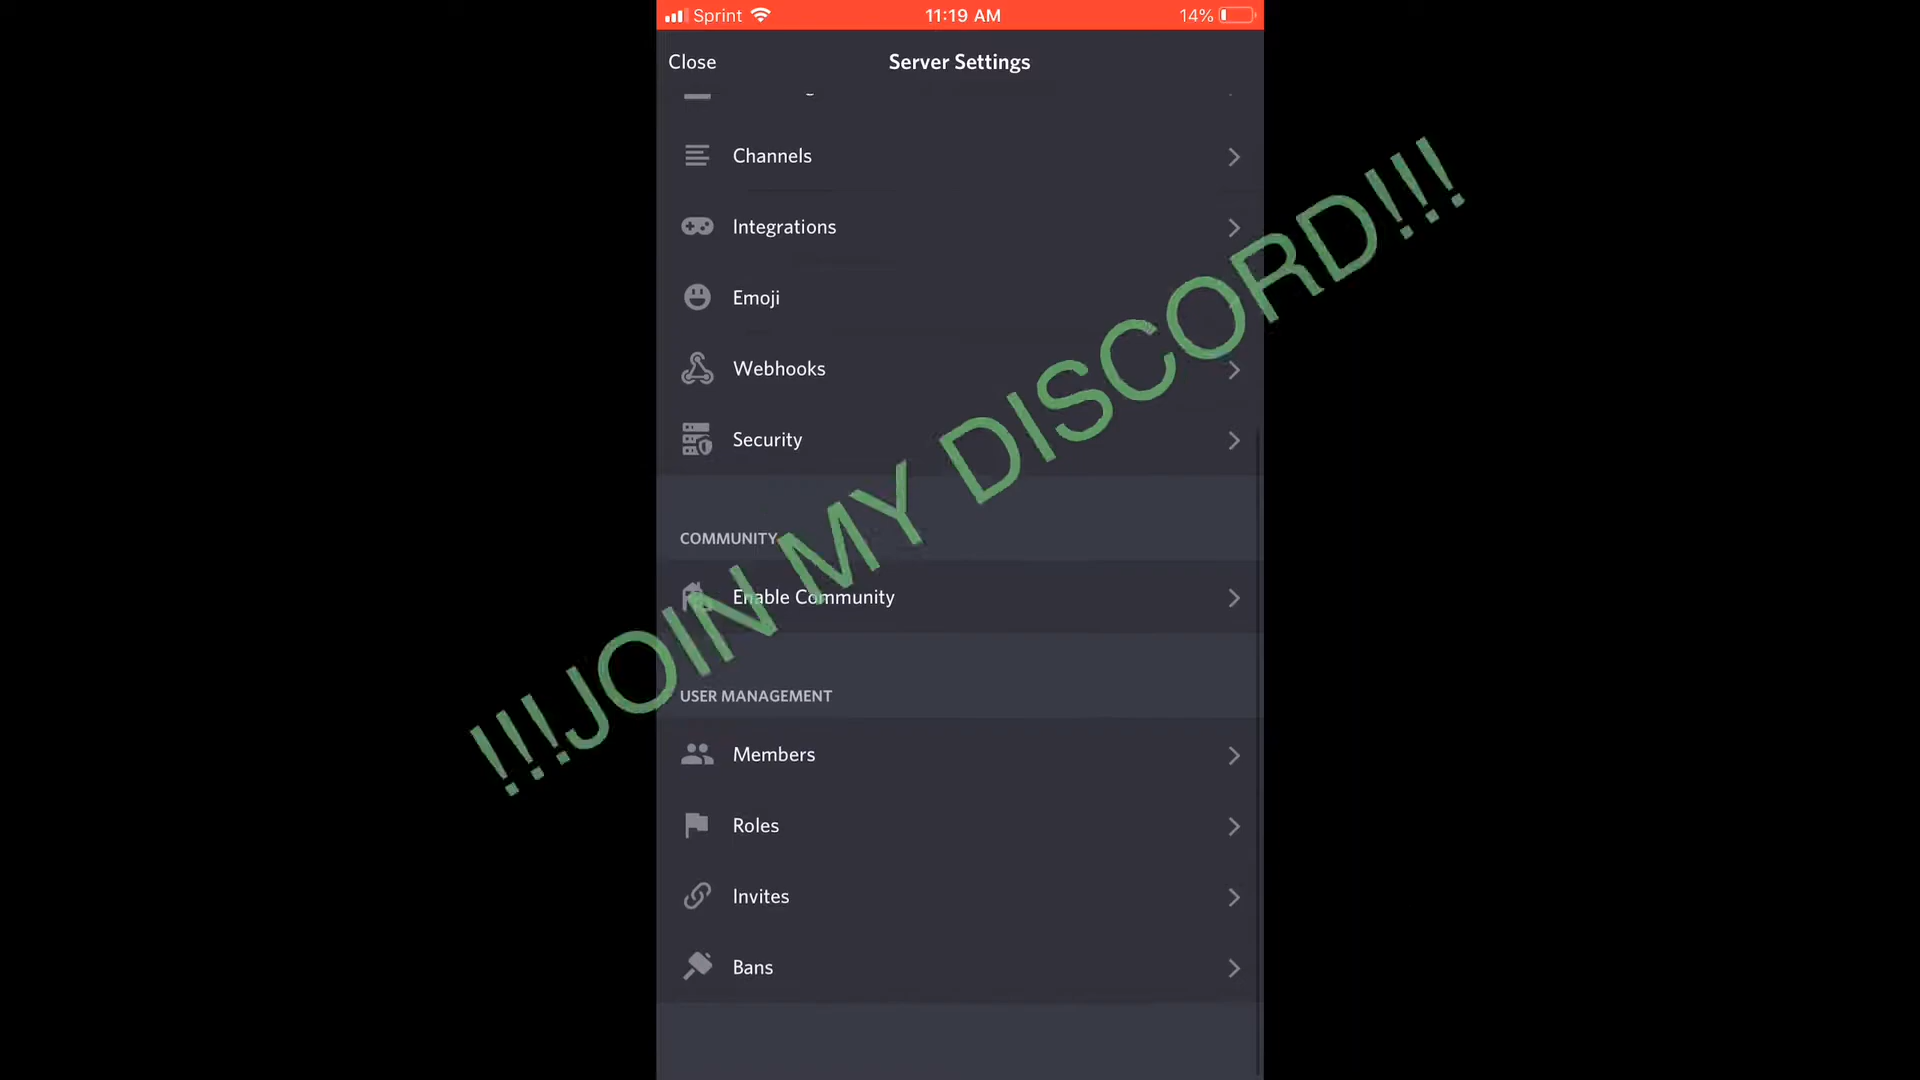 Sprint 11:19 AM 14%
Close Server Settings
Channels
Integrations
Emoji
Webhooks
Security
COMMUNITY
Enable Community
USER MANAGEMENT
Members
Roles
Invites
Bans
!!!JOIN MY DISCORD!!!